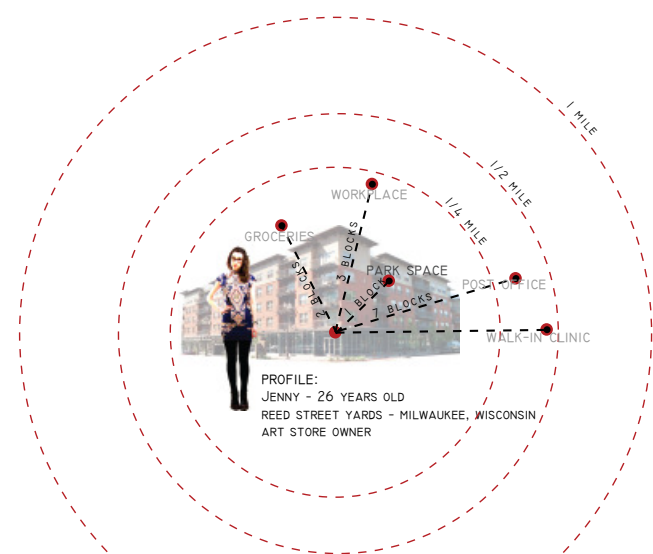 1 MILE
1/2 MILE
WORKPLACE
1/4 MILE
GROCERIES
3 BLOCKS
PARK SPACE
2 BLOCKS
1 BLOCK
POST OFFICE
7 BLOCKS
WALK-IN CLINIC
PROFILE:
JENNY - 26 YEARS OLD
REED STREET YARDS - MILWAUKEE, WISCONSIN
ART STORE OWNER